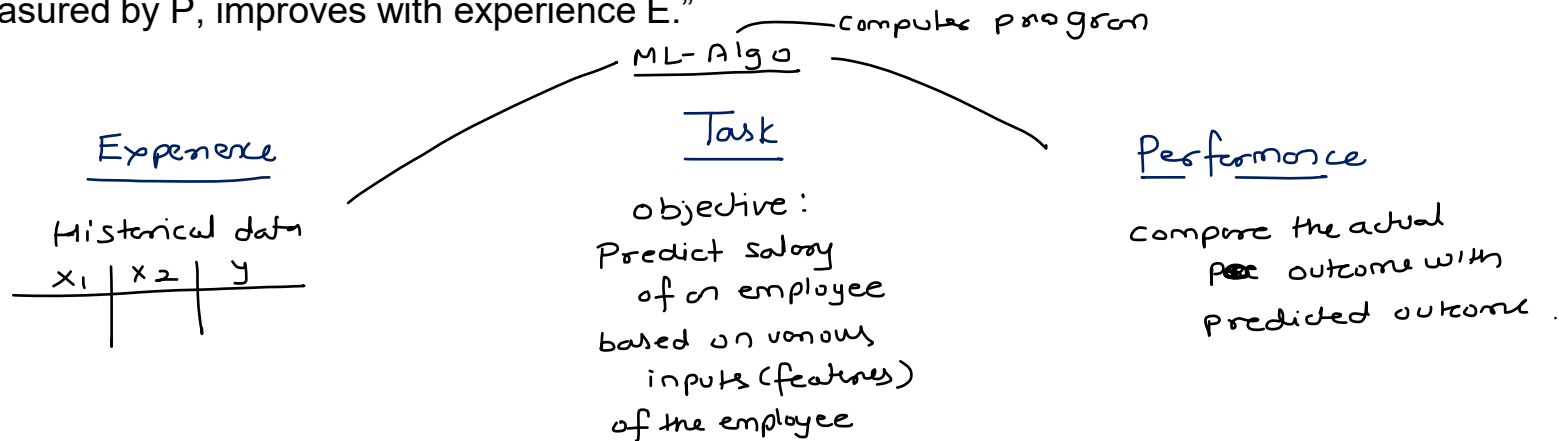 asured by P, improves with experience E.”
computer program
ML-Algo
Experience
Historical data
x1 x2 y
Task
objective:
Predict salary
of an employee
based on various
inputs (features)
of the employee
Performance
compare the actual
outcome with
predicted outcome.